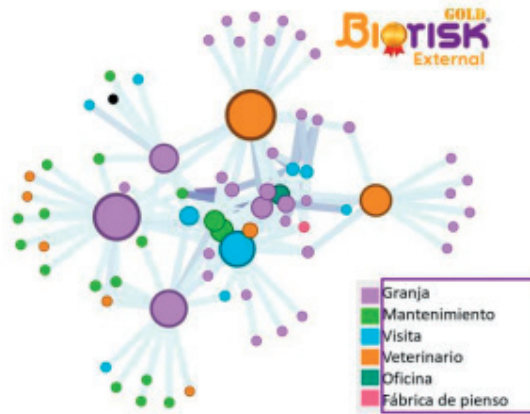 GOLD
Biorisk®
External
Granja
Mantenimiento
Visita
Veterinario
Oficina
Fábrica de pienso